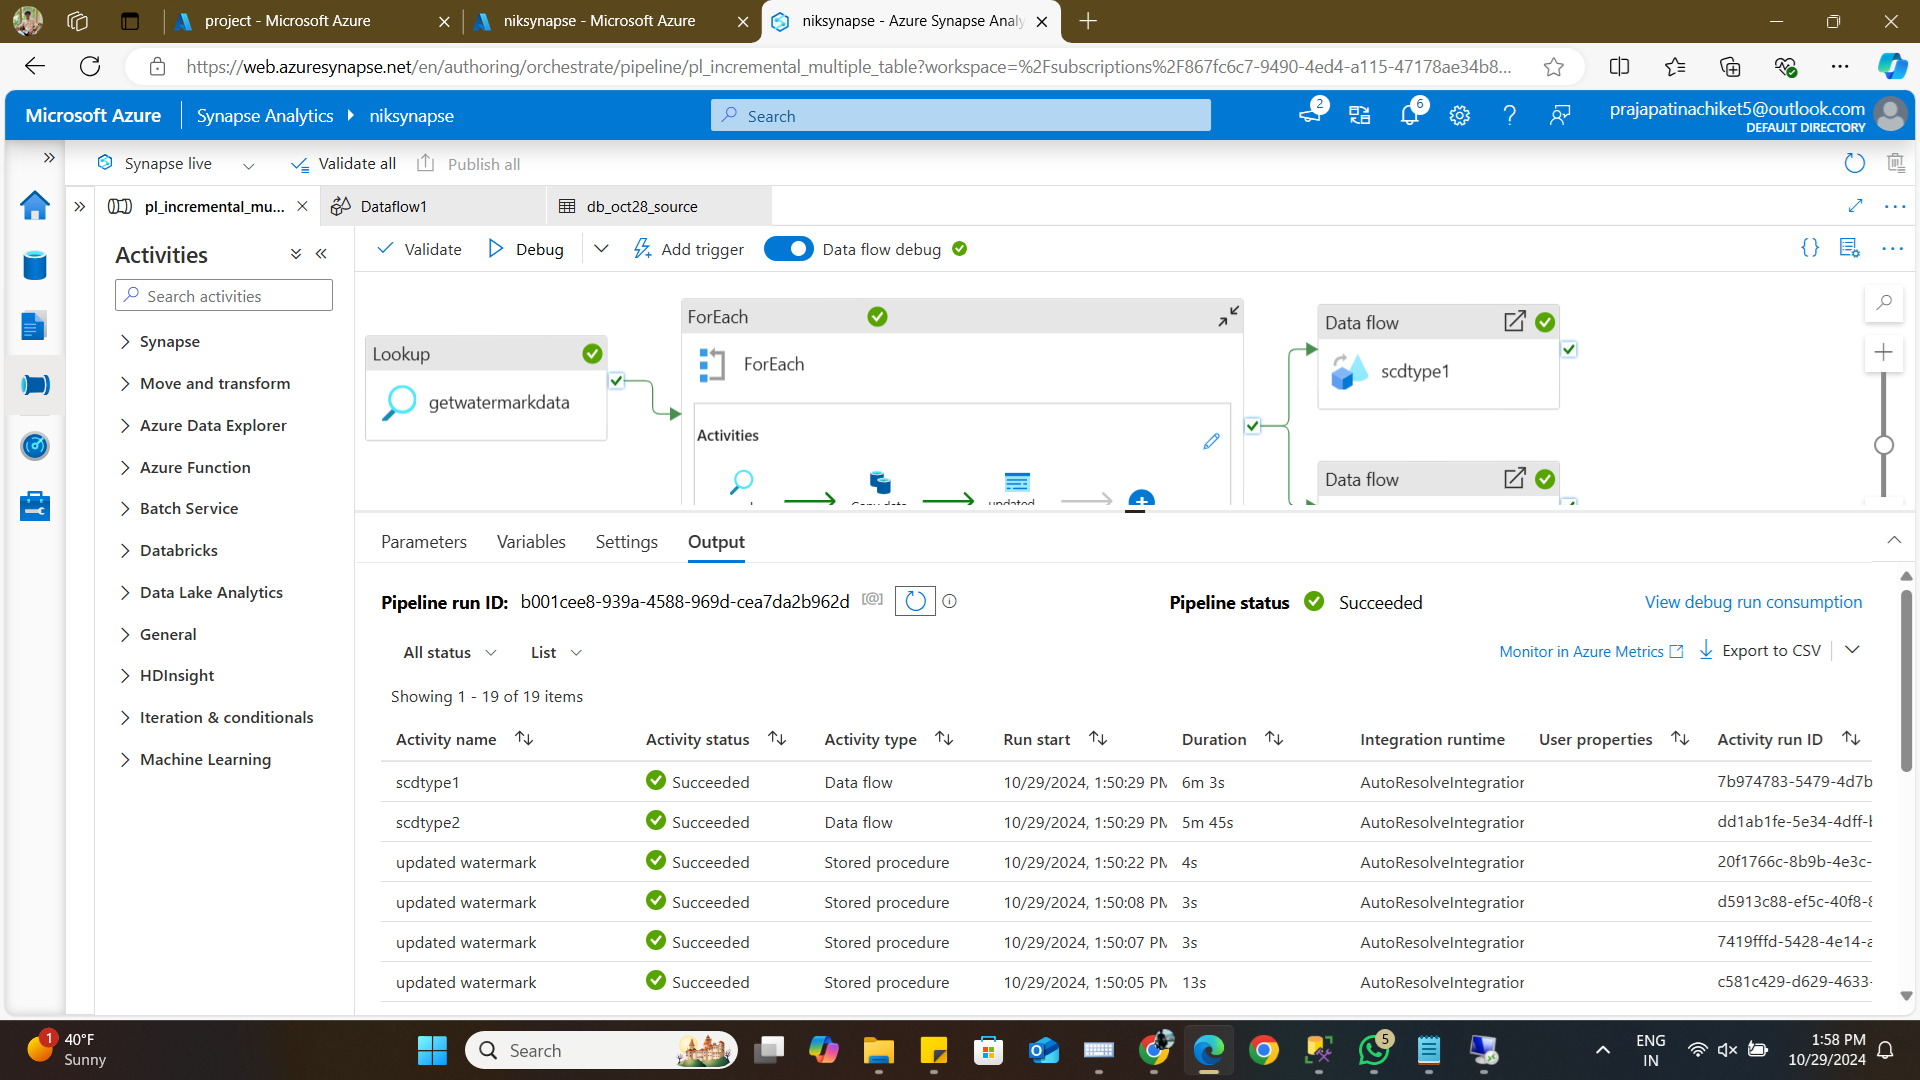 project - Microsoft Azure
niksynapse - Microsoft Azure
niksynapse - Azure Synapse Analy
https://web.azuresynapse.net/en/authoring/orchestrate/pipeline/pl_incremental_multiple_table?workspace=%2Fsubscriptions%2F867fc6c7-9490-4ed4-a115-47178ae34b8...
Microsoft Azure
Synapse Analytics
niksynapse
Search
2
6
prajapatinachiket5@outlook.com
DEFAULT DIRECTORY
Synapse live
Validate all
Publish all
pl_incremental_mu...
Dataflow1
db_oct28_source
Activities
Search activities
Synapse
Move and transform
Azure Data Explorer
Azure Function
Batch Service
Databricks
Data Lake Analytics
General
HDInsight
Iteration & conditionals
Machine Learning
Validate
Debug
Add trigger
Data flow debug
Lookup
getwatermarkdata
ForEach
ForEach
Activities
Copy data
updated
Data flow
scdtype1
Data flow
Parameters
Variables
Settings
Output
Pipeline run ID: b001cee8-939a-4588-969d-cea7da2b962d
Pipeline status Succeeded
View debug run consumption
All status
List
Monitor in Azure Metrics
Export to CSV
Showing 1 - 19 of 19 items
Activity name Activity status Activity type Run start Duration Integration runtime User properties Activity run ID
scdtype1 Succeeded Data flow 10/29/2024, 1:50:29 PM 6m 3s AutoResolveIntegration 7b974783-5479-4d7b
scdtype2 Succeeded Data flow 10/29/2024, 1:50:29 PM 5m 45s AutoResolveIntegration dd1ab1fe-5e34-4dff-b
updated watermark Succeeded Stored procedure 10/29/2024, 1:50:22 PM 4s AutoResolveIntegration 20f1766c-8b9b-4e3c-
updated watermark Succeeded Stored procedure 10/29/2024, 1:50:08 PM 3s AutoResolveIntegration d5913c88-ef5c-40f8-8
updated watermark Succeeded Stored procedure 10/29/2024, 1:50:07 PM 3s AutoResolveIntegration 7419fffd-5428-4e14-a
updated watermark Succeeded Stored procedure 10/29/2024, 1:50:05 PM 13s AutoResolveIntegration c581c429-d629-4633-
1
40°F
Sunny
Search
5
ENG
IN
1:58 PM
10/29/2024